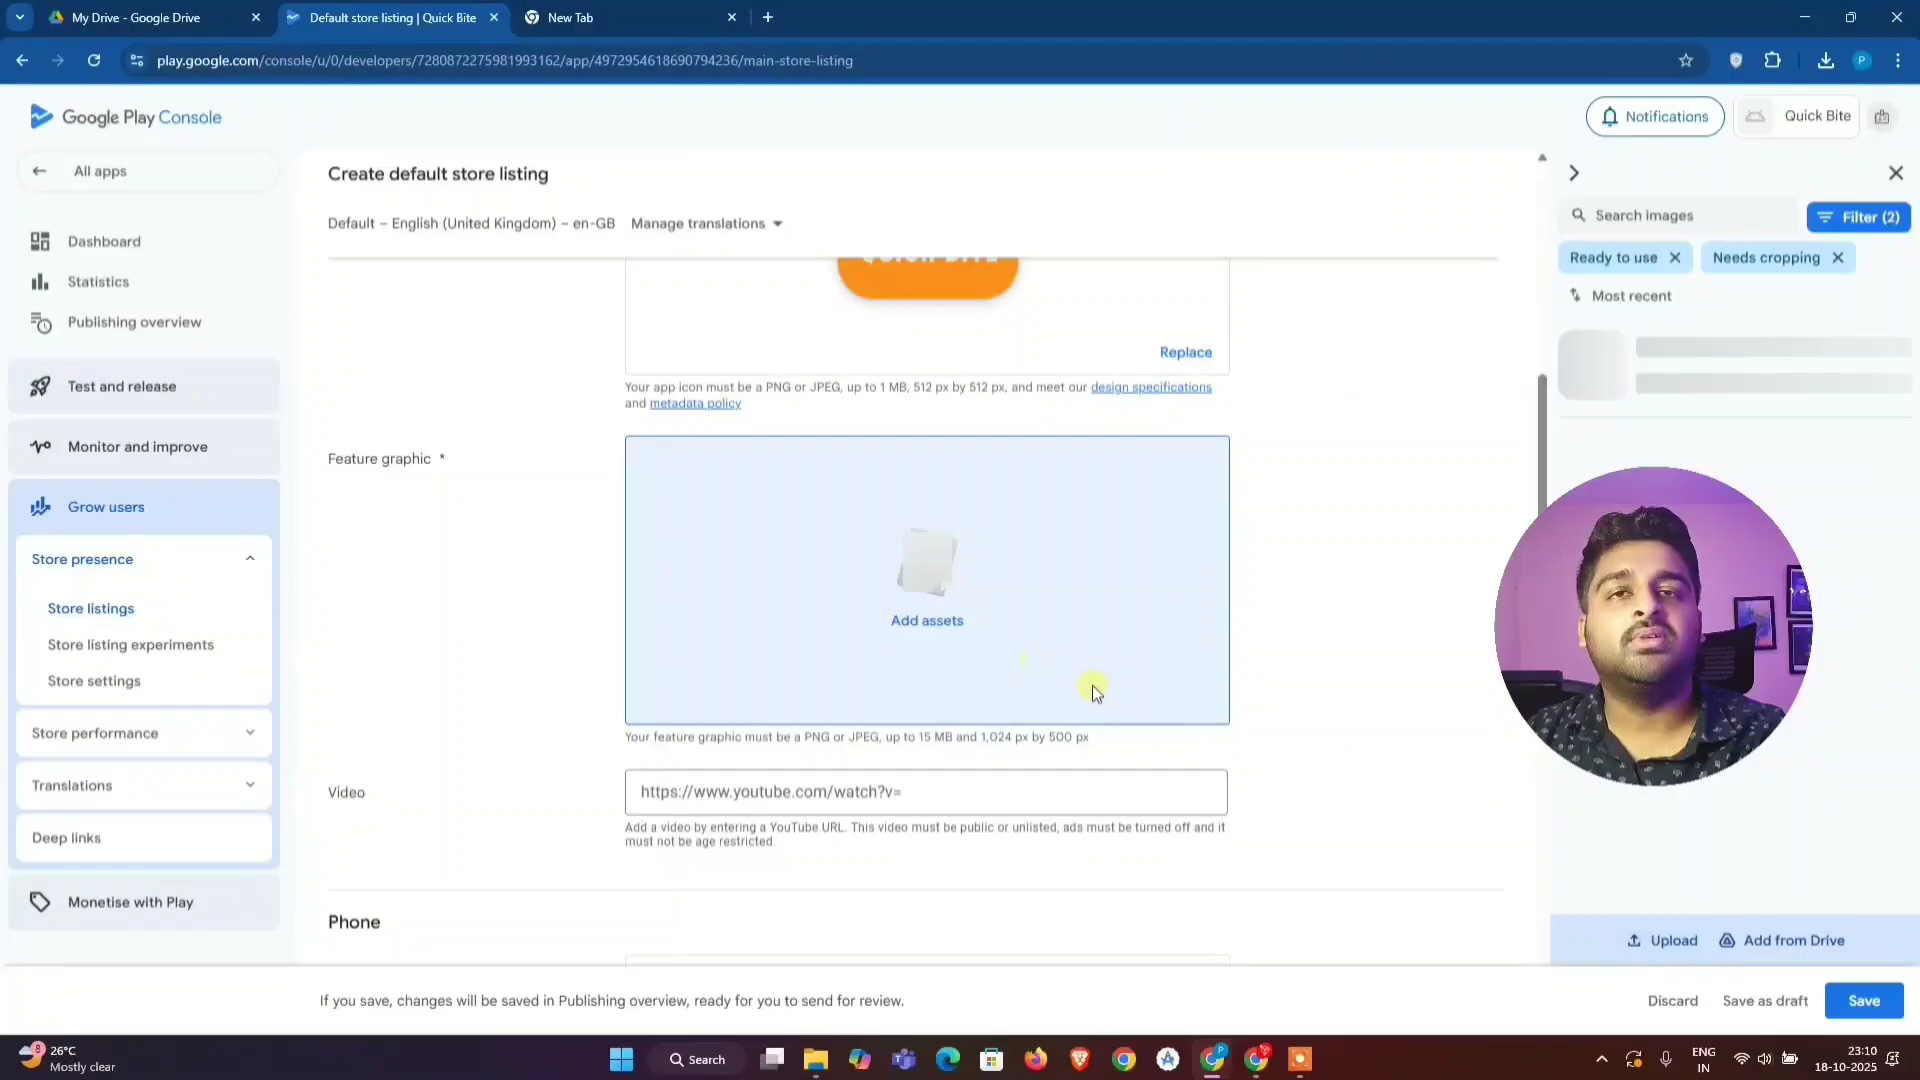 My Drive - Google Drive
Default store listing | Quick Bite
New Tab
play.google.com/console/u/0/developers/7280872275981993162/app/4972954618690794236/main-store-listing
P
Google Play Console
Notifications
Quick Bite
All apps
Create default store listing
Default – English (United Kingdom) – en-GB Manage translations
Search images
Filter (2)
Ready to use
Needs cropping
Most recent
Dashboard
Statistics
Publishing overview
Test and release
Monitor and improve
Grow users
Store presence
Store listings
Store listing experiments
Store settings
Store performance
Translations
Deep links
Monetise with Play
Replace
Your app icon must be a PNG or JPEG, up to 1 MB, 512 px by 512 px, and meet our design specifications
and metadata policy
Feature graphic *
Add assets
Your feature graphic must be a PNG or JPEG, up to 15 MB and 1,024 px by 500 px
Video
https://www.youtube.com/watch?v=
Add a video by entering a YouTube URL. This video must be public or unlisted, ads must be turned off and it
must not be age restricted.
Phone
Upload
Add from Drive
If you save, changes will be saved in Publishing overview, ready for you to send for review.
Discard
Save as draft
Save
8
26°C
Mostly clear
Search
P
ENG
IN
23:10
18-10-2025